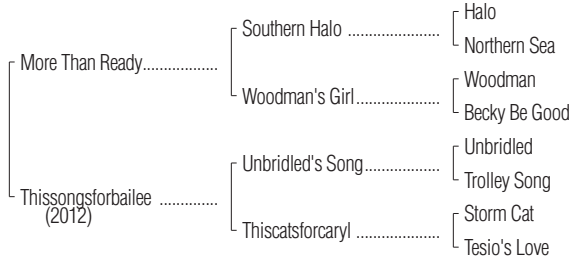 Halo
Southern Halo ..................
Northern Sea
More Than Ready.................
Woodman
Woodman's Girl.................
Becky Be Good
Unbridled
Unbridled's Song................
Trolley Song
Thissongsforbailee .............
(2012)
Storm Cat
Thiscatsforcaryl .................
Tesio's Love